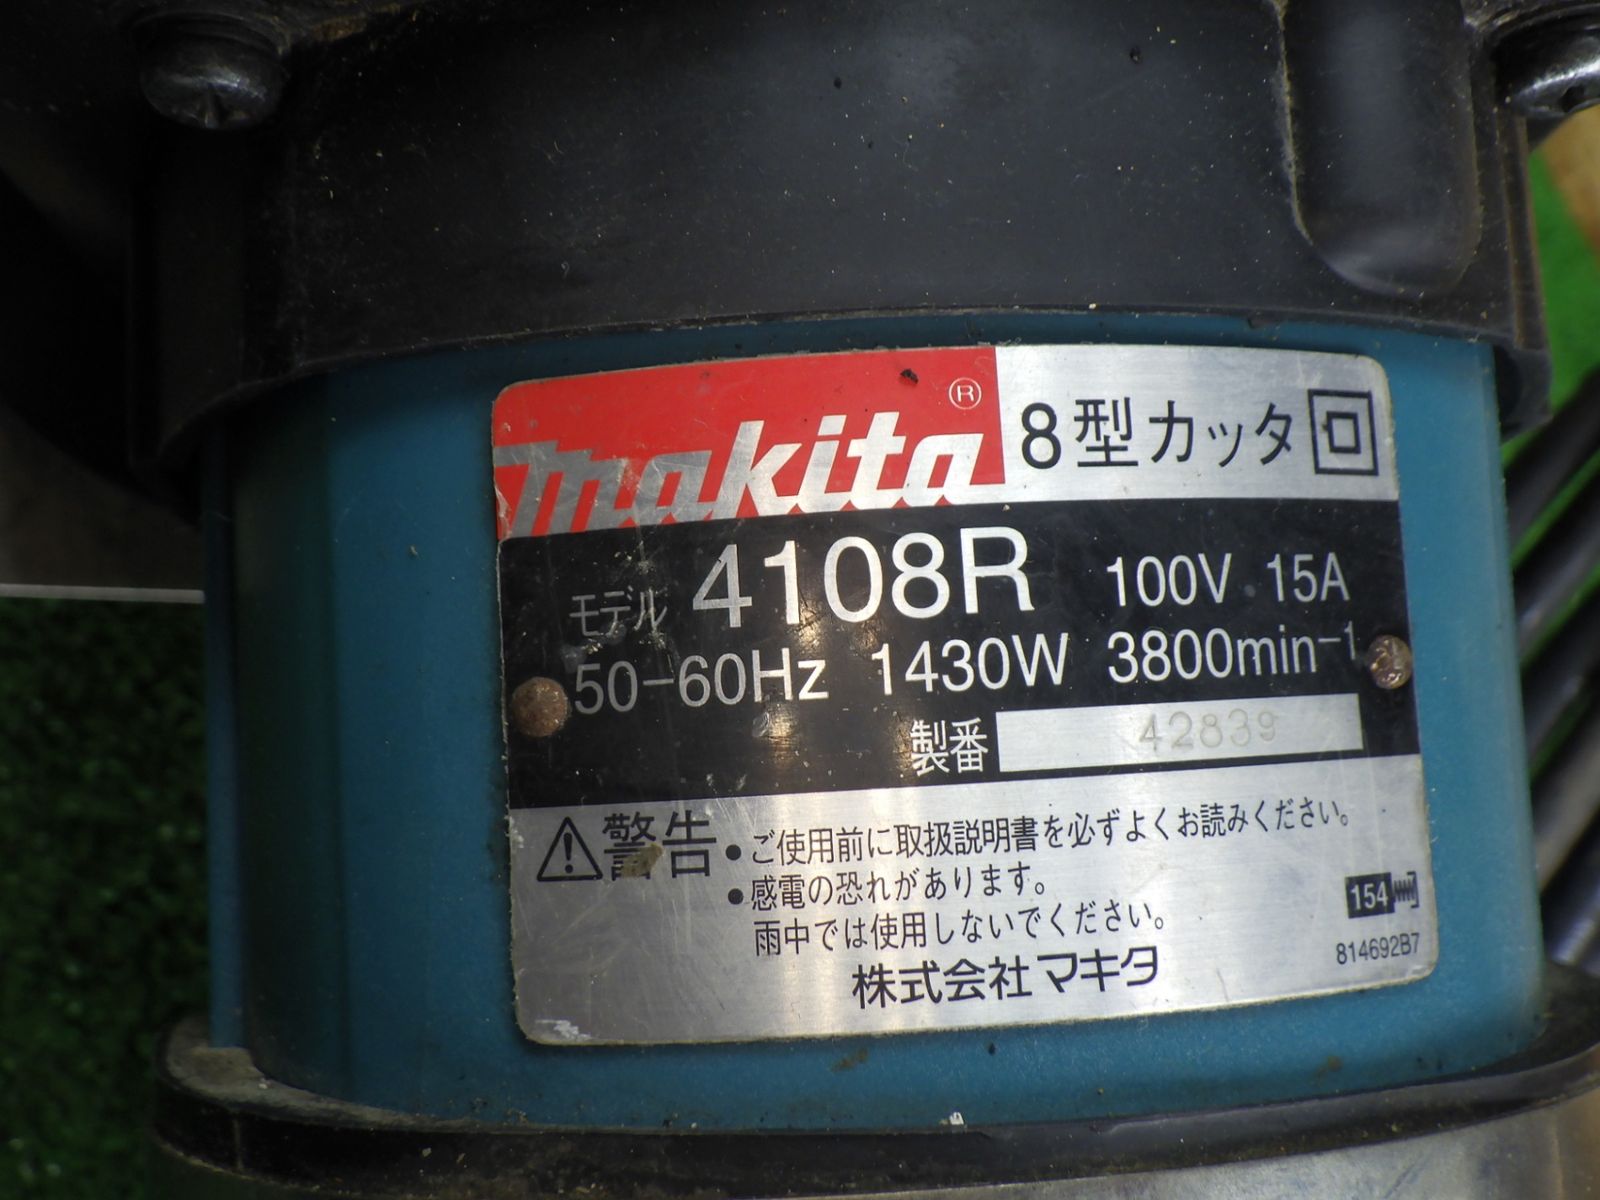 makita®
8型カッタ
モデル 4108R 100V 15A
50-60Hz 1430W 3800min⁻¹
製番 42839
⚠警告 •ご使用前に取扱説明書を必ずよくお読みください。
•感電の恐れがあります。
雨中では使用しないでください。
154
株式会社マキタ
814692B7